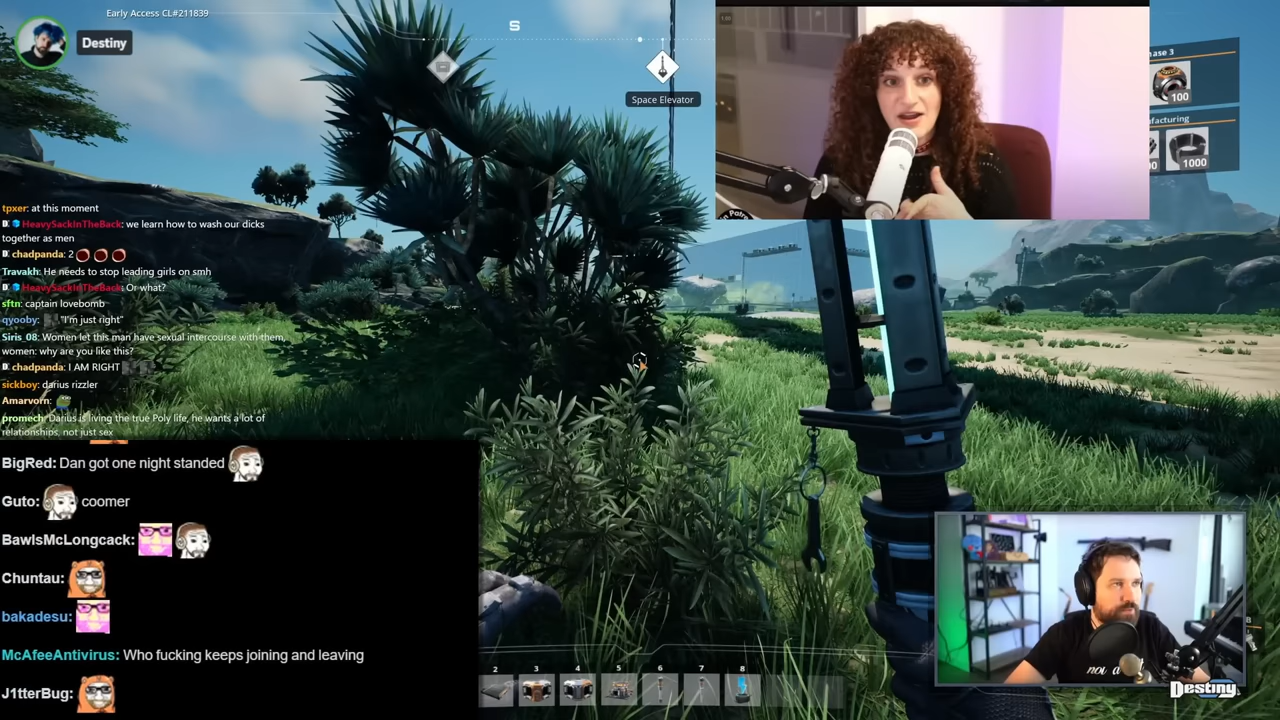 Early Access CL#211839
Destiny
S
Space Elevator
ase 3
100
facturing
1000
tpxer: at this moment
HeavySackInTheBack: we learn how to wash our dicks
together as men
chadpanda: 2
Travakh: He needs to stop leading girls on smh
HeavySackInTheBack: Or what?
sftn: captain lovebomb
qyooby: "I'm just right"
Siris_08: Women let this man have sexual intercourse with them,
women: why are you like this?
chadpanda: I AM RIGHT
sickboy: darius rizzler
Amarvorn:
promech: Darius is living the true Poly life, he wants a lot of
relationships, not just sex
BigRed: Dan got one night standed
Guto: coomer
BawlsMcLongcack:
Chuntau:
bakadesu:
McAfeeAntivirus: Who fucking keeps joining and leaving
J1tterBug:
2 3 4 5 6 7 8
not a
Destiny